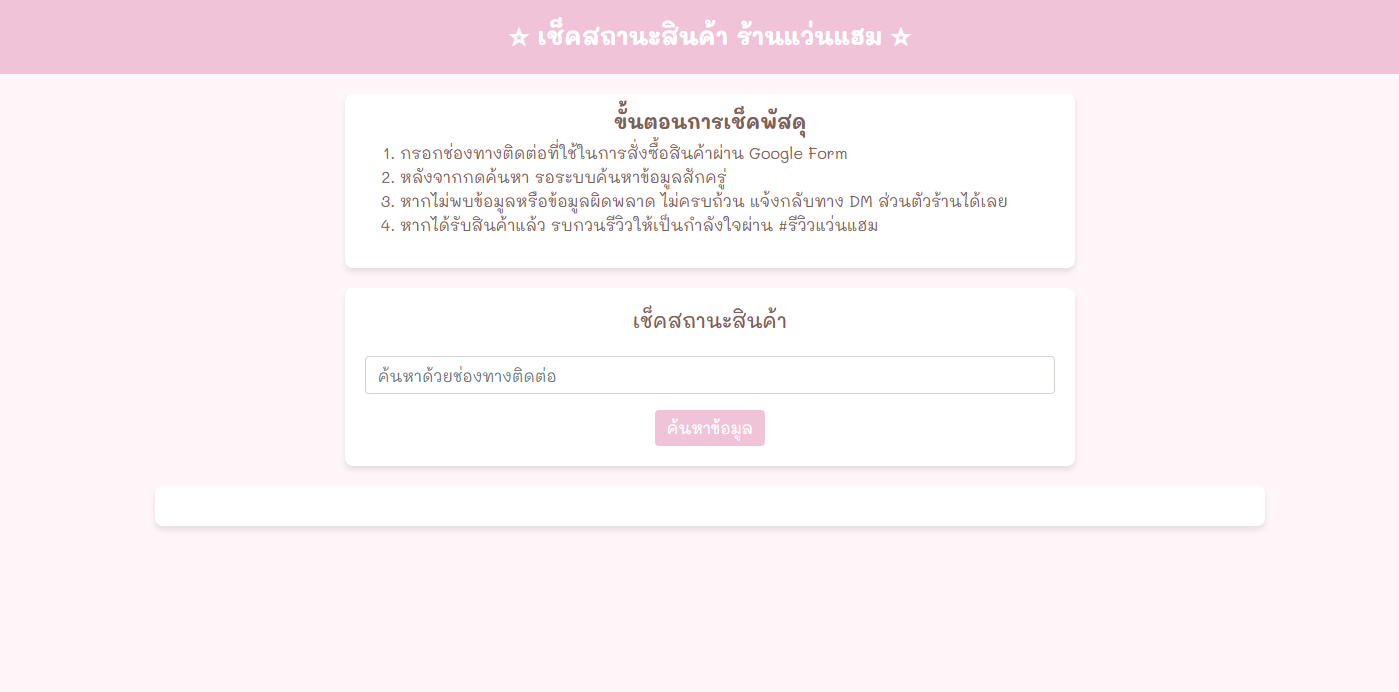 ☆ เช็คสถานะสินค้า ร้านแว่นแฮม ☆
ขั้นตอนการเช็คพัสดุ
1. กรอกช่องทางติดต่อที่ใช้ในการสั่งซื้อสินค้าผ่าน Google Form
2. หลังจากกดค้นหา รอระบบค้นหาข้อมูลสักครู่
3. หากไม่พบข้อมูลหรือข้อมูลผิดพลาด ไม่ครบถ้วน แจ้งกลับทาง DM ส่วนตัวร้านได้เลย
4. หากได้รับสินค้าแล้ว รบกวนรีวิวให้เป็นกำลังใจผ่าน #รีวิวแว่นแฮม
เช็คสถานะสินค้า
ค้นหาด้วยช่องทางติดต่อ
ค้นหาข้อมูล